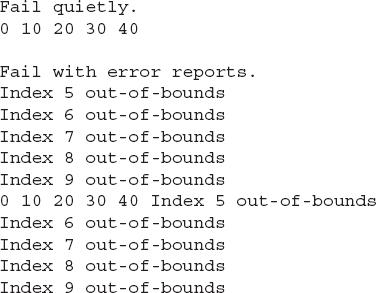 Fail quietly.
0 10 20 30 40
Fail with error reports.
Index 5 out-of-bounds
Index 6 out-of-bounds
Index 7 out-of-bounds
Index 8 out-of-bounds
Index 9 out-of-bounds
0 10 20 30 40 Index 5 out-of-bounds
Index 6 out-of-bounds
Index 7 out-of-bounds
Index 8 out-of-bounds
Index 9 out-of-bounds